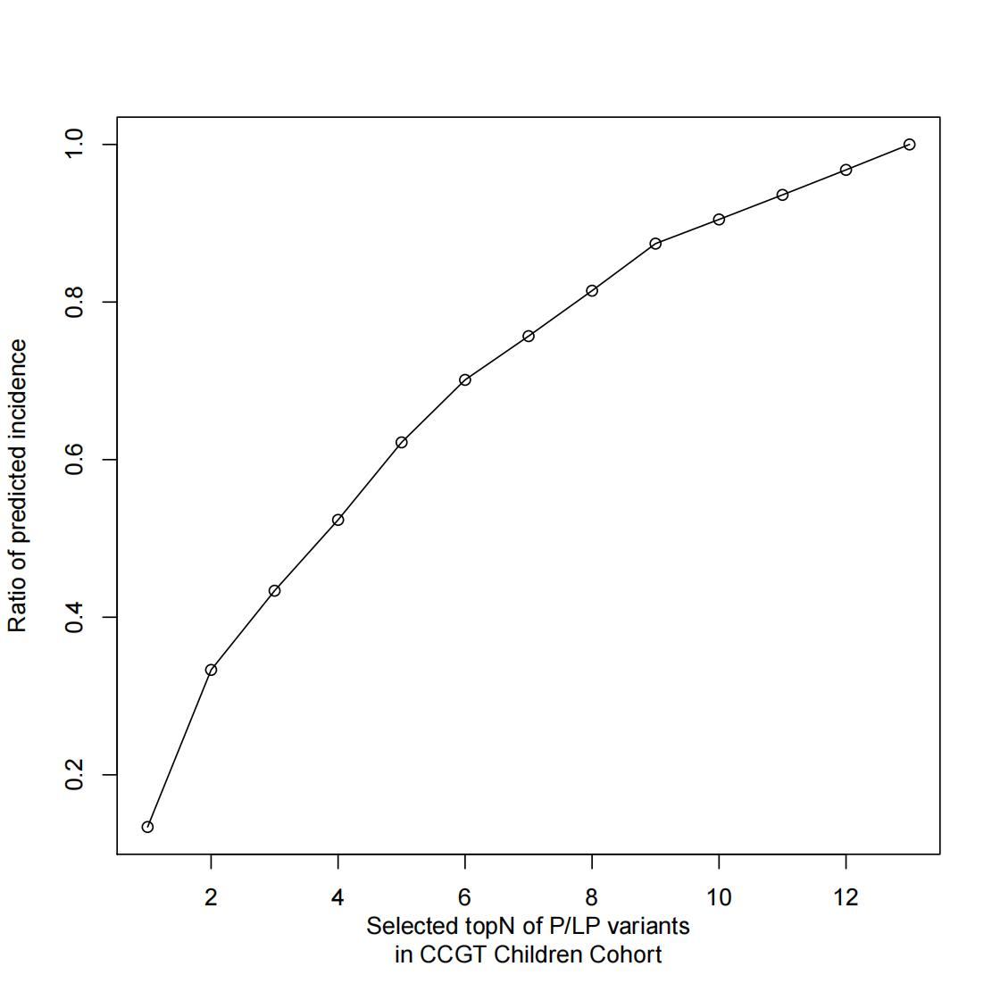 1.0
0.8
0.6
0.4
0.2
Ratio of predicted incidence
2 4 6 8 10 12
Selected topN of P/LP variants
in CCGT Children Cohort